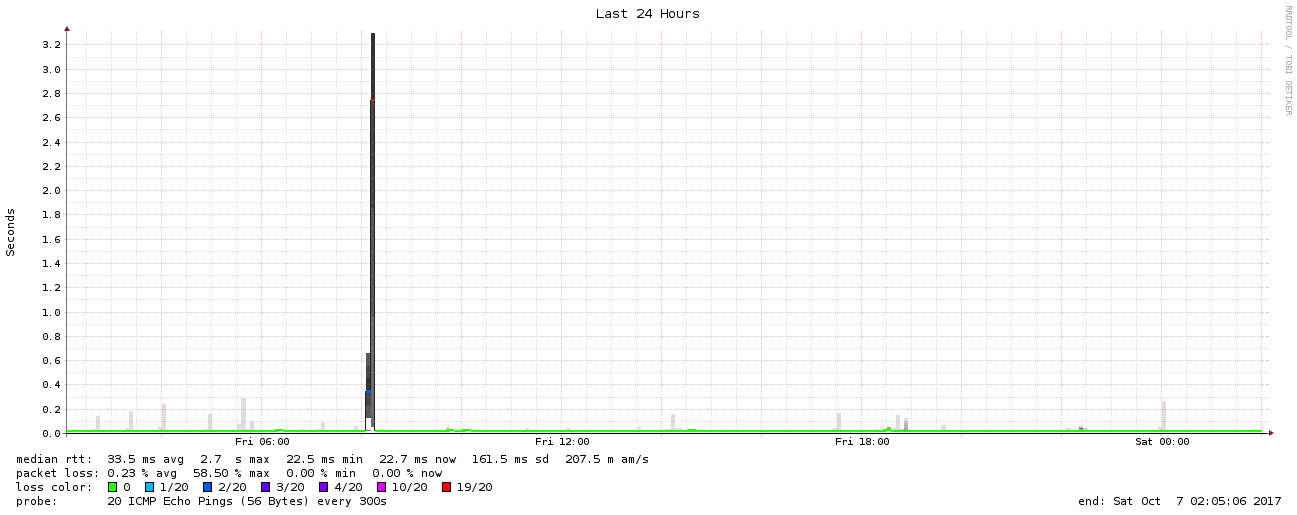 Last 24 Hours
RRDTOOL / TOBI OETIKER
Seconds
3.2
3.0
2.8
2.6
2.4
2.2
2.0
1.8
1.6
1.4
1.2
1.0
0.8
0.6
0.4
0.2
0.0
Fri 06:00 Fri 12:00 Fri 18:00 Sat 00:00
median rtt: 33.5 ms avg 2.7 s max 22.5 ms min 22.7 ms now 161.5 ms sd 207.5 m am/s
packet loss: 0.23 % avg 58.50 % max 0.00 % min 0.00 % now
loss color: 0 1/20 2/20 3/20 4/20 10/20 19/20
probe: 20 ICMP Echo Pings (56 Bytes) every 300s end: Sat Oct 7 02:05:06 2017